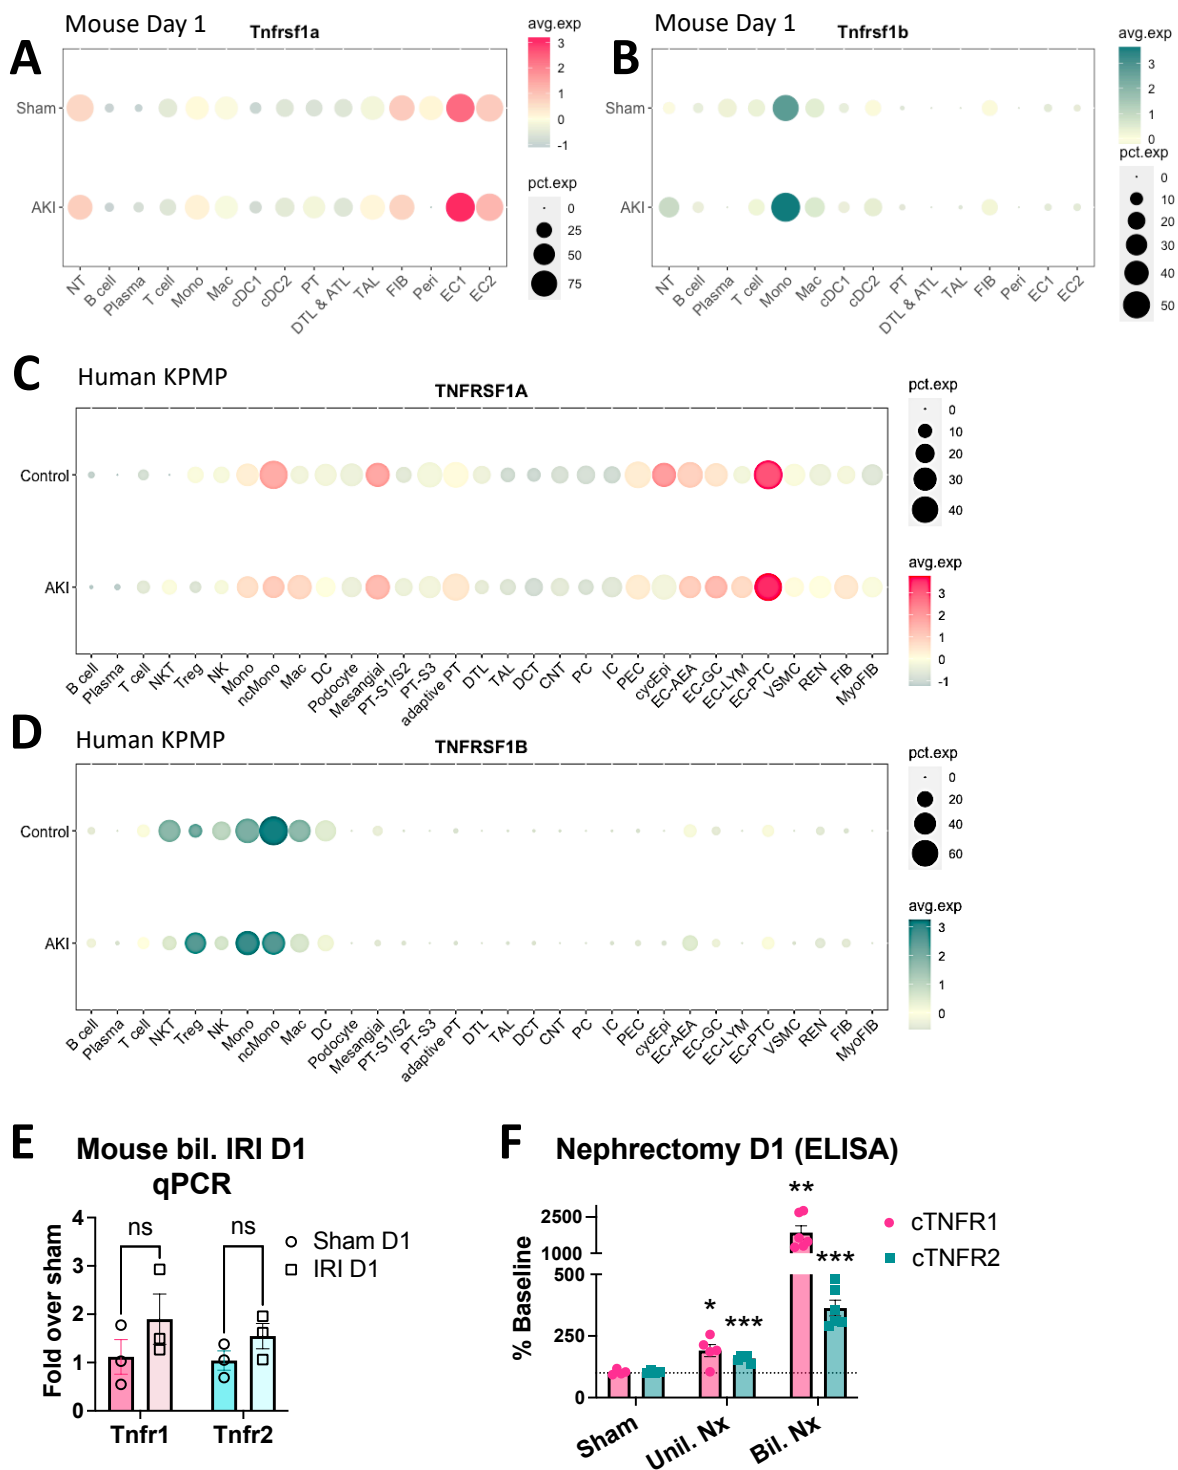 A
Mouse Day 1
Tnfrsf1a
Sham
AKI
NT
B cell
Plasma
T cell
Mono
Mac
cDC1
cDC2
PT
DTL & ATL
TAL
FIB
Peri
EC1
EC2
avg.exp
3
2
1
0
-1
pct.exp
0
25
50
75
B
Mouse Day 1
Tnfrsf1b
Sham
AKI
NT
B cell
Plasma
T cell
Mono
Mac
cDC1
cDC2
PT
DTL & ATL
TAL
FIB
Peri
EC1
EC2
avg.exp
3
2
1
0
pct.exp
0
10
20
30
40
50
C
Human KPMP
TNFRSF1A
Control
AKI
B cell
Plasma
T cell
NKT
Treg
NK
Mono
ncMono
Mac
DC
Podocyte
Mesangial
PT-S1/S2
PT-S3
adaptive PT
DTL
TAL
DCT
CNT
PC
IC
PEC
cycEpi
EC-AEA
EC-GC
EC-LYM
EC-PTC
VSMC
REN
FIB
MyoFIB
pct.exp
0
10
20
30
40
avg.exp
3
2
1
0
-1
D
Human KPMP
TNFRSF1B
Control
AKI
B cell
Plasma
T cell
NKT
Treg
NK
Mono
ncMono
Mac
DC
Podocyte
Mesangial
PT-S1/S2
PT-S3
adaptive PT
DTL
TAL
DCT
CNT
PC
IC
PEC
cycEpi
EC-AEA
EC-GC
EC-LYM
EC-PTC
VSMC
REN
FIB
MyoFIB
pct.exp
0
20
40
60
avg.exp
3
2
1
0
E
Mouse bil. IRI D1
qPCR
Fold over sham
4
3
2
1
0
ns
ns
Tnfr1
Tnfr2
Sham D1
IRI D1
F
Nephrectomy D1 (ELISA)
% Baseline
2500
1000
500
250
0
*
***
**
***
Sham
Unil. Nx
Bil. Nx
cTNFR1
cTNFR2